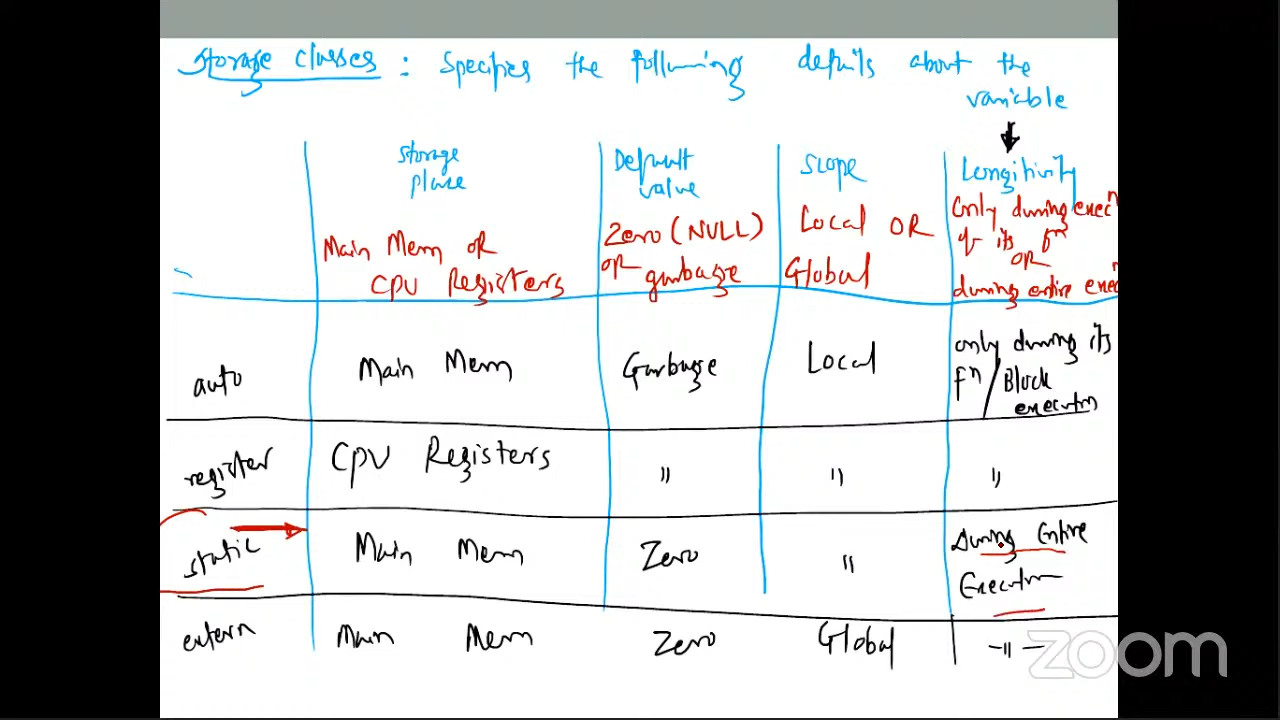 Storage classes : Specifies the following details about the
variable
Storage place
Default value
Scope
Longitivity
Main Mem or
CPU Registers
Zero (NULL)
or garbage
Local OR
Global
only during execn
of its fn
OR
during entire exec
auto
Main Mem
Garbage
Local
only during its
fn / Block
execution
register
CPU Registers
"
"
"
static
Main Mem
Zero
"
During Entire
Execution
extern
Main Mem
Zero
Global
-"-
zoom